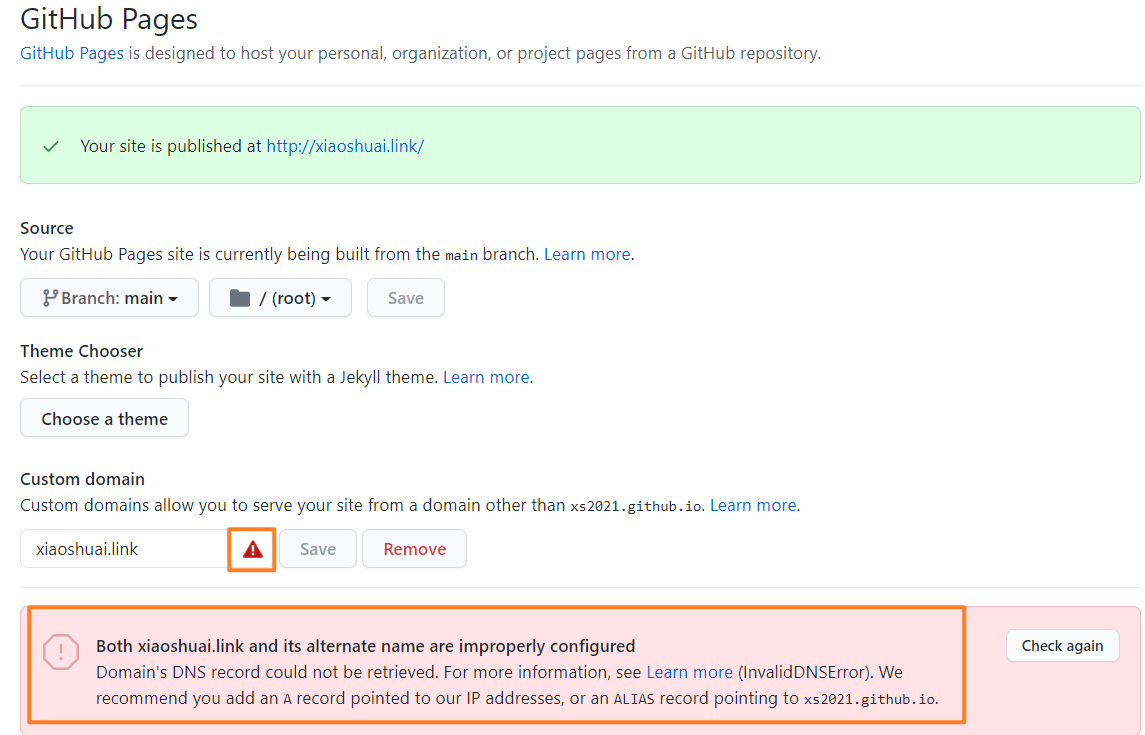 GitHub Pages
GitHub Pages is designed to host your personal, organization, or project pages from a GitHub repository.
Your site is published at http://xiaoshuai.link/
Source
Your GitHub Pages site is currently being built from the main branch. Learn more.
Branch: main / (root) Save
Theme Chooser
Select a theme to publish your site with a Jekyll theme. Learn more.
Choose a theme
Custom domain
Custom domains allow you to serve your site from a domain other than xs2021.github.io. Learn more.
xiaoshuai.link Save Remove
Both xiaoshuai.link and its alternate name are improperly configured
Check again
Domain's DNS record could not be retrieved. For more information, see Learn more (InvalidDNSError). We
recommend you add an A record pointed to our IP addresses, or an ALIAS record pointing to xs2021.github.io.